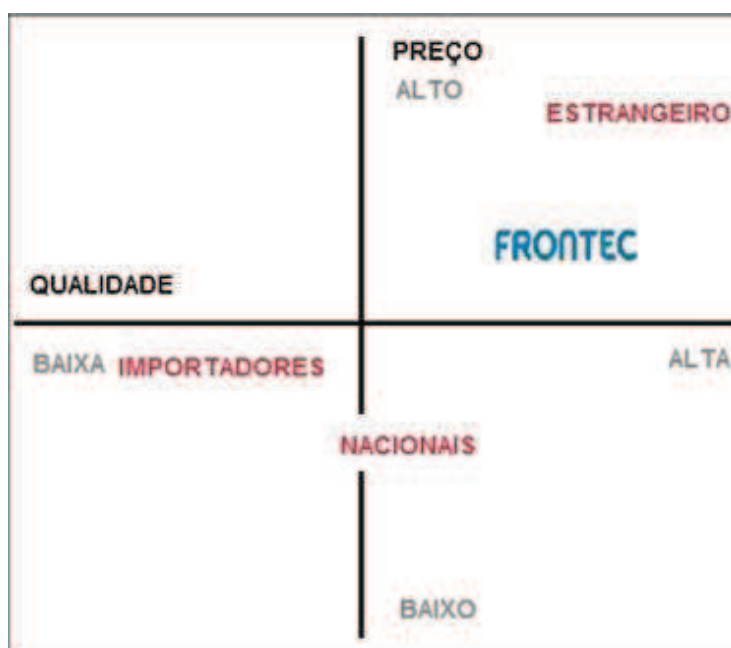 PREÇO
ALTO
ESTRANGEIRO
FRONTEC
QUALIDADE
BAIXA IMPORTADORES
ALTA
NACIONAIS
BAIXO